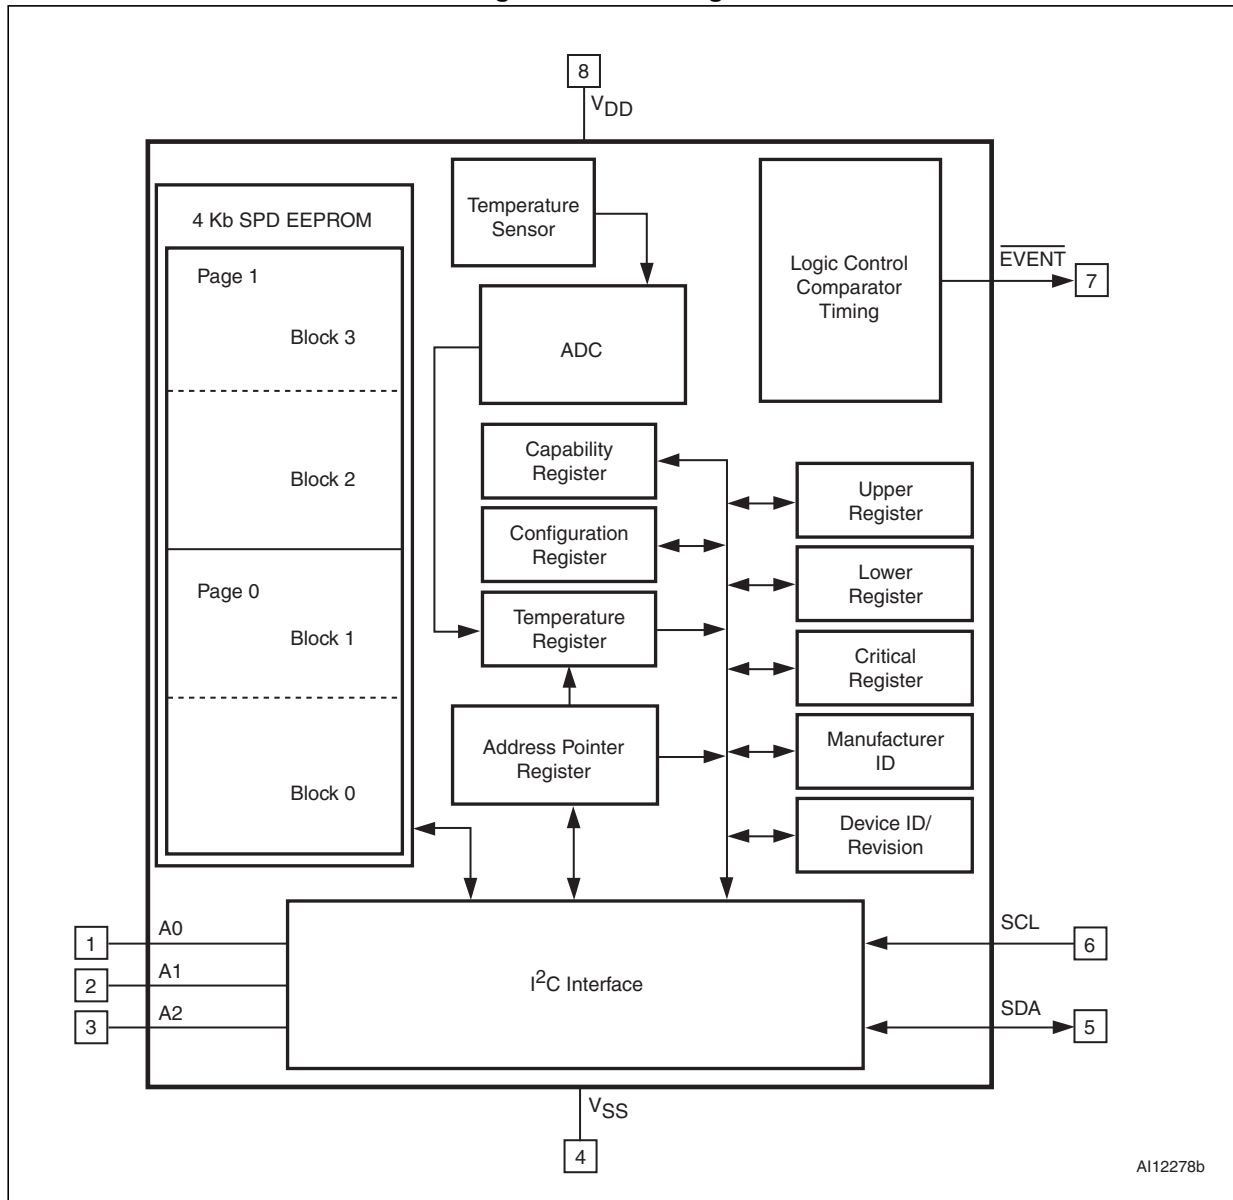 8
VDD
4 Kb SPD EEPROM
Page 1
Block 3
Block 2
Page 0
Block 1
Block 0
Temperature
Sensor
ADC
Logic Control
Comparator
Timing
EVENT
7
Capability
Register
Configuration
Register
Temperature
Register
Address Pointer
Register
Upper
Register
Lower
Register
Critical
Register
Manufacturer
ID
Device ID/
Revision
1
A0
2
A1
3
A2
I2C Interface
SCL
6
SDA
5
VSS
4
AI12278b